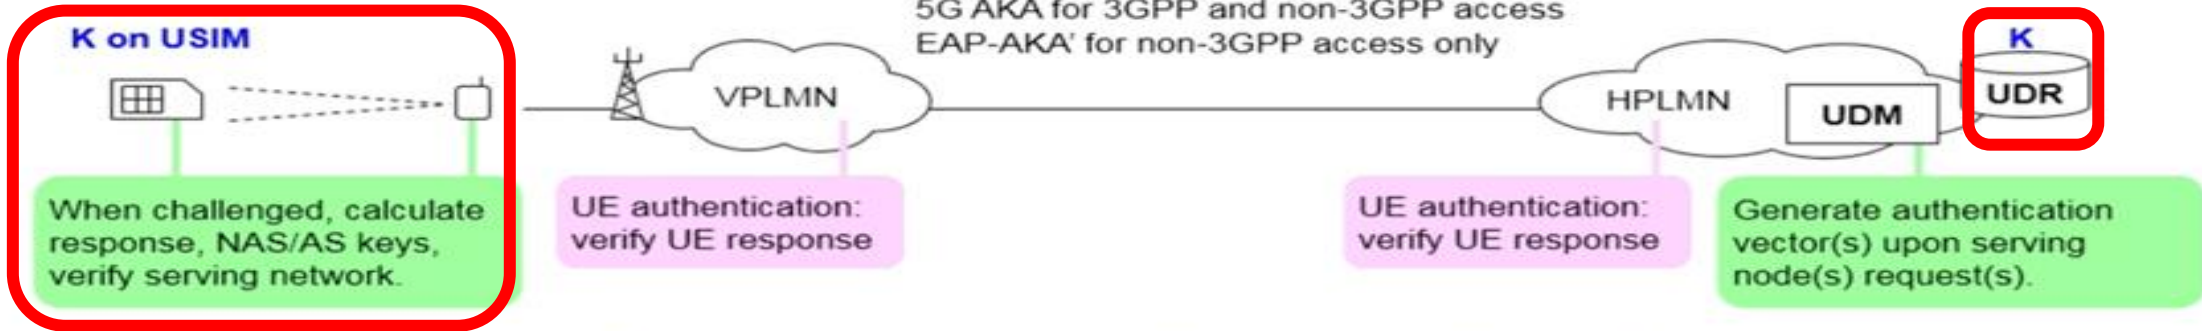 5G AKA for 3GPP and non-3GPP access
EAP-AKA' for non-3GPP access only
K on USIM
K
VPLMN
HPLMN
UDM
UDR
When challenged, calculate
response, NAS/AS keys,
verify serving network.
UE authentication:
verify UE response
UE authentication:
verify UE response
Generate authentication
vector(s) upon serving
node(s) request(s).